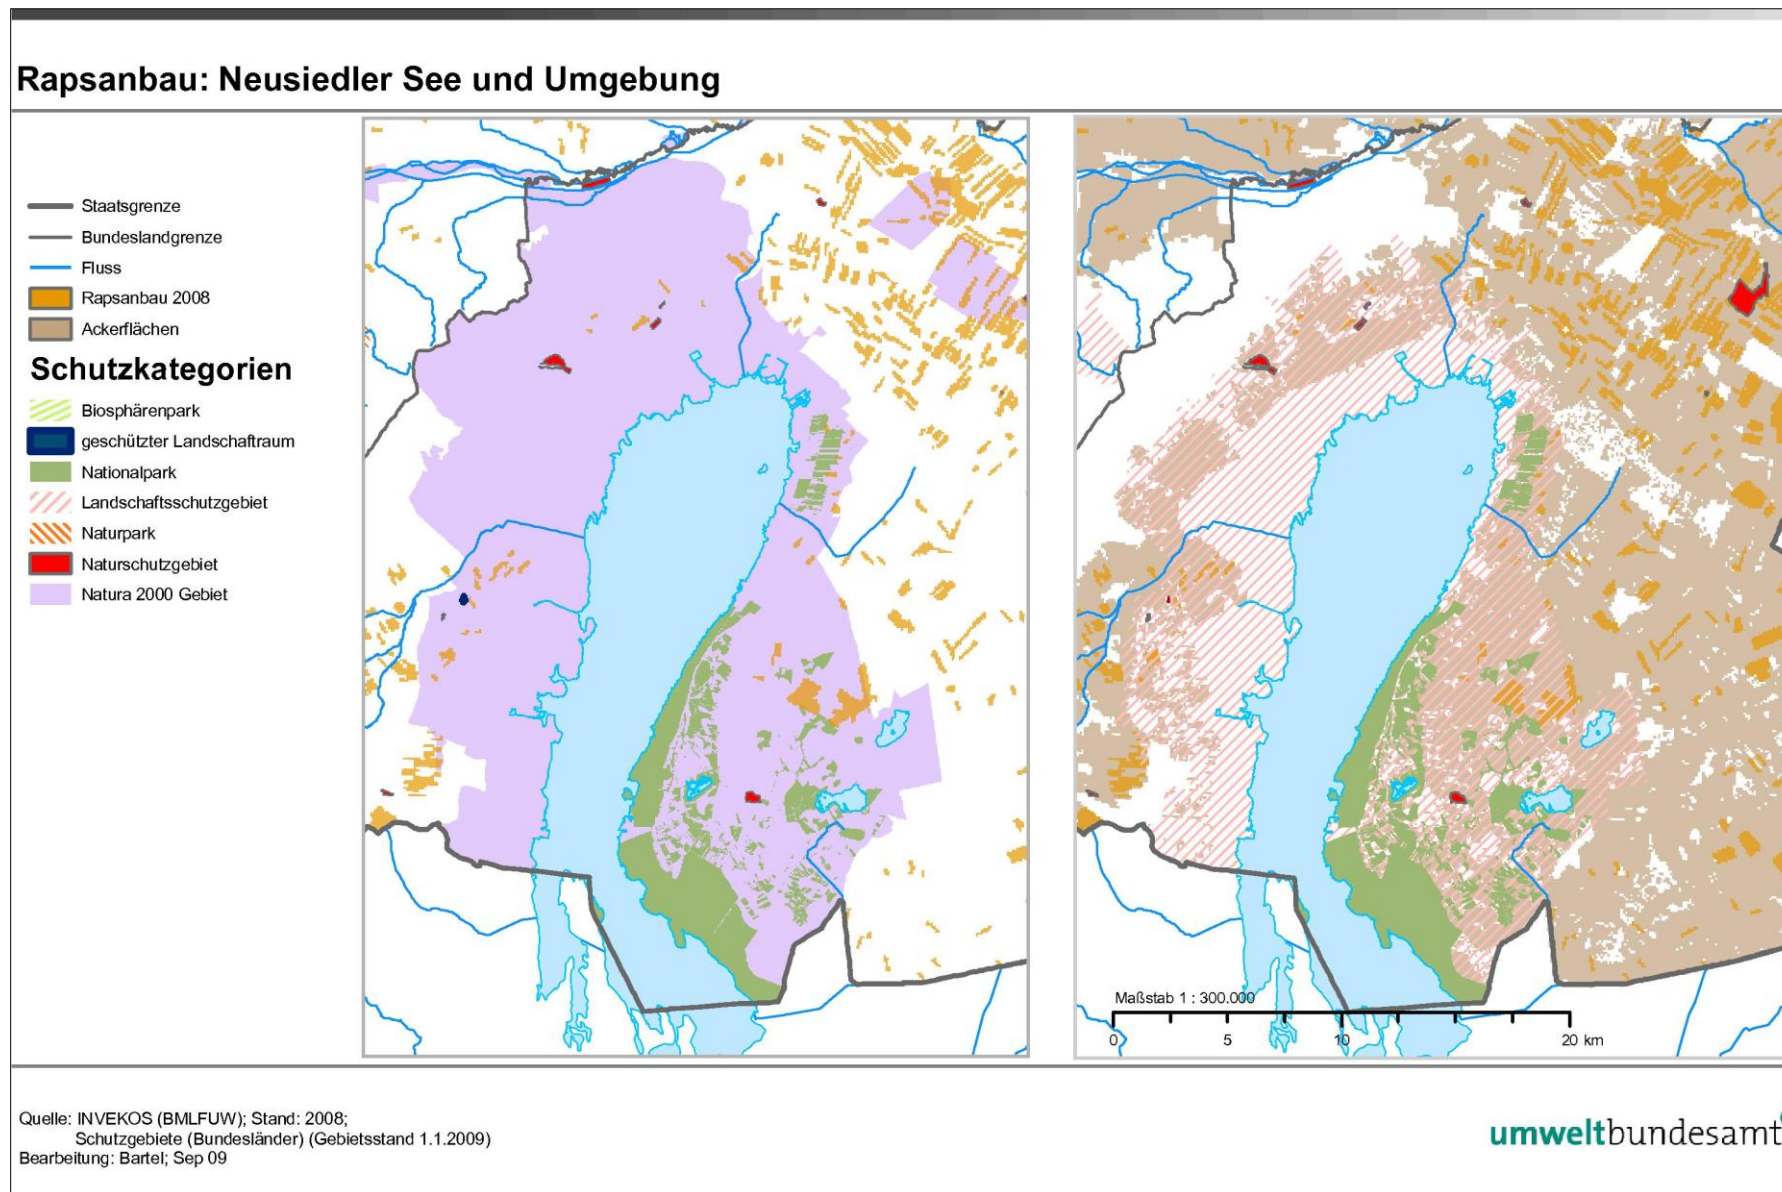 Rapsanbau: Neusiedler See und Umgebung
Staatsgrenze
Bundeslandgrenze
Fluss
Rapsanbau 2008
Ackerflächen
Schutzkategorien
Biosphärenpark
geschützter Landschaftraum
Nationalpark
Landschaftsschutzgebiet
Naturpark
Naturschutzgebiet
Natura 2000 Gebiet
Maßstab 1 : 300.000
0 5 10 20 km
Quelle: INVEKOS (BMLFUW); Stand: 2008;
Schutzgebiete (Bundesländer) (Gebietsstand 1.1.2009)
Bearbeitung: Bartel; Sep 09
umweltbundesamt